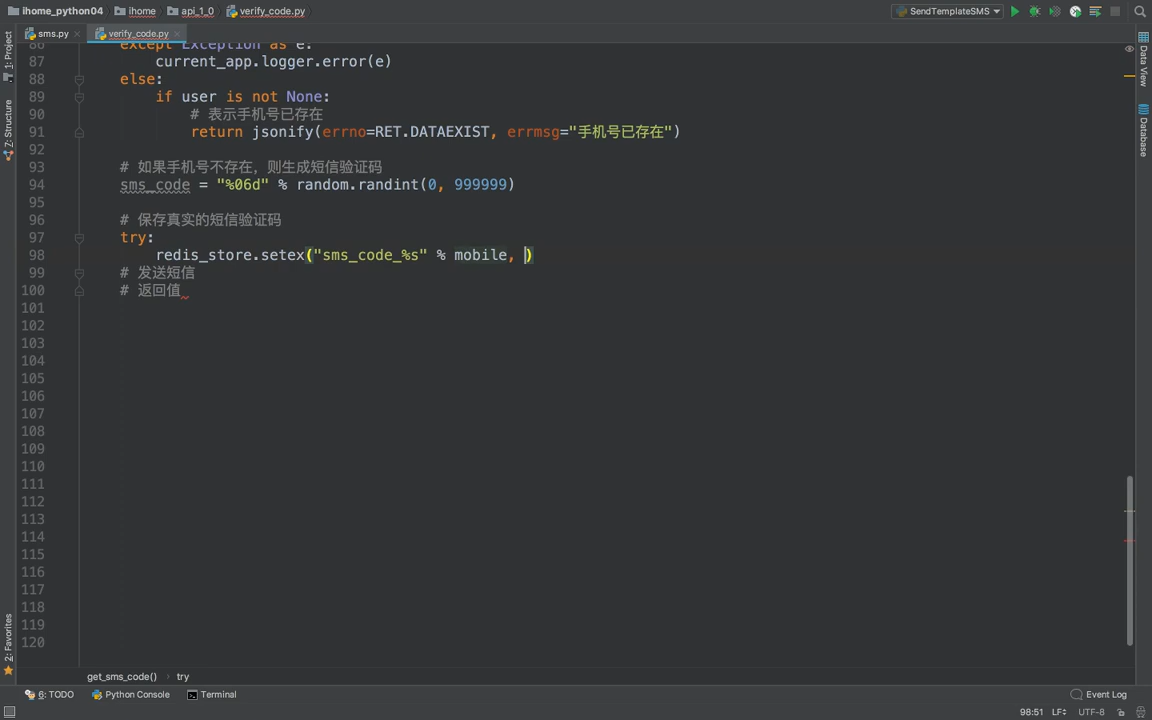 ihome_python04 ihome api_1_0 verify_code.py SendTemplateSMS
sms.py verify_code.py
1: Project
7: Structure
2: Favorites
Data View
Database
86 except Exception as e:
87 current_app.logger.error(e)
88 else:
89 if user is not None:
90 # 表示手机号已存在
91 return jsonify(errno=RET.DATAEXIST, errmsg="手机号已存在")
92
93 # 如果手机号不存在，则生成短信验证码
94 sms_code = "%06d" % random.randint(0, 999999)
95
96 # 保存真实的短信验证码
97 try:
98 redis_store.setex("sms_code_%s" % mobile, )
99 # 发送短信
100 # 返回值
101
102
103
104
105
106
107
108
109
110
111
112
113
114
115
116
117
118
119
120
get_sms_code() › try
6: TODO Python Console Terminal Event Log
98:51 LF UTF-8